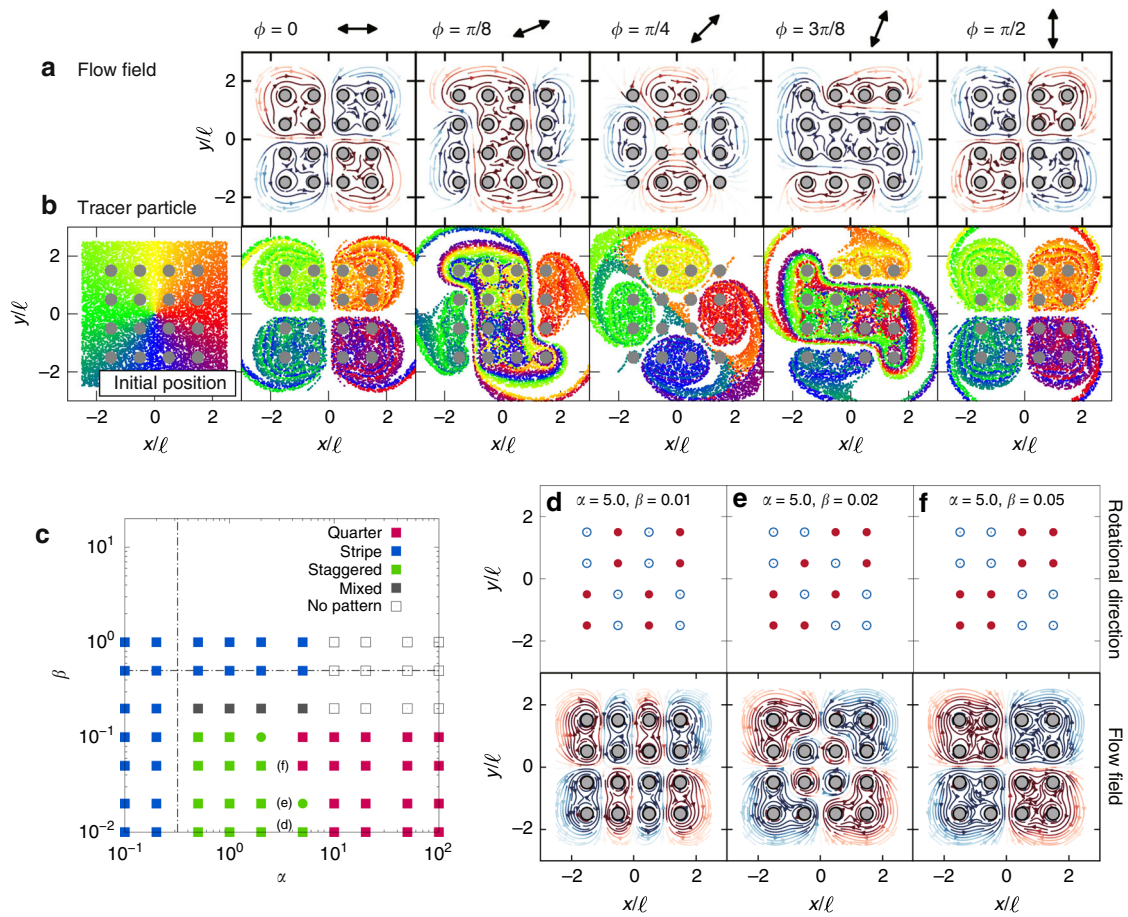 ϕ = 0
ϕ = π/8
ϕ = π/4
ϕ = 3π/8
ϕ = π/2
a Flow field
2
0
−2
y/ℓ
b Tracer particle
2
0
−2
y/ℓ
Initial position
−2 0 2
−2 0 2
−2 0 2
−2 0 2
−2 0 2
−2 0 2
x/ℓ
x/ℓ
x/ℓ
x/ℓ
x/ℓ
x/ℓ
c
Quarter
Stripe
Staggered
Mixed
No pattern
10¹
10⁰
10⁻¹
10⁻²
β
(f)
(e)
(d)
10⁻¹ 10⁰ 10¹ 10²
α
d α = 5.0, β = 0.01
e α = 5.0, β = 0.02
f α = 5.0, β = 0.05
2
0
−2
y/ℓ
Rotational direction
2
0
−2
y/ℓ
Flow field
−2 0 2
−2 0 2
−2 0 2
x/ℓ
x/ℓ
x/ℓ